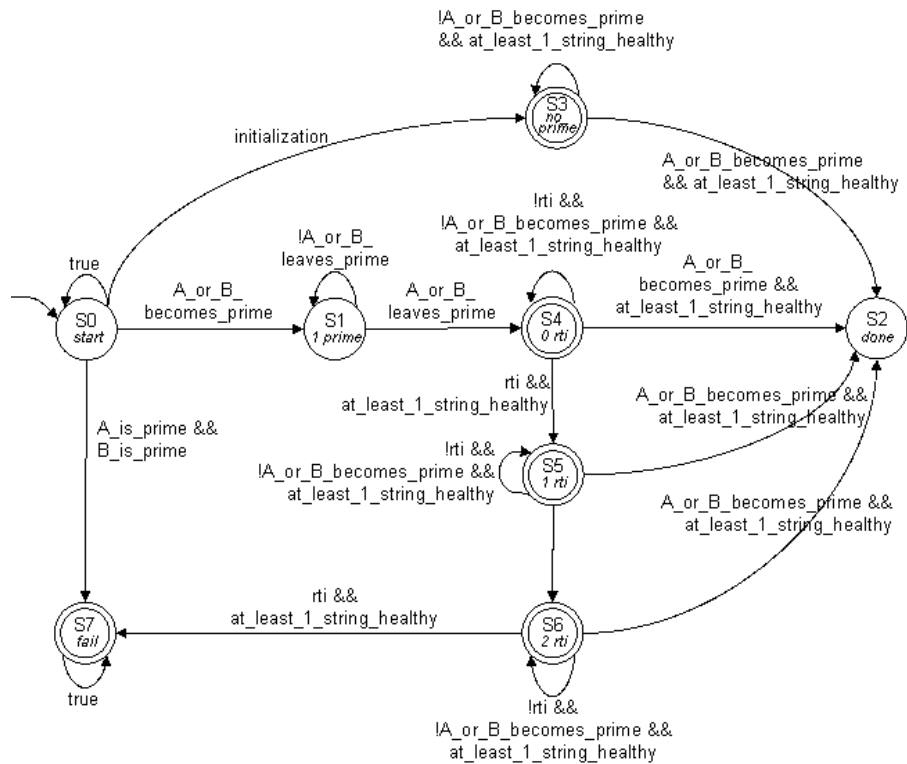 !A_or_B_becomes_prime
&& at_least_1_string_healthy
S3
no
prime
initialization
A_or_B_becomes_prime
&& at_least_1_string_healthy
!rti &&
!A_or_B_becomes_prime &&
at_least_1_string_healthy
!A_or_B_
leaves_prime
true
A_or_B_
becomes_prime
A_or_B_
leaves_prime
A_or_B_
becomes_prime &&
at_least_1_string_healthy
S0
start
S1
1 prime
S4
0 rti
S2
done
rti &&
at_least_1_string_healthy
A_or_B_becomes_prime &&
at_least_1_string_healthy
A_is_prime &&
B_is_prime
!rti &&
!A_or_B_becomes_prime &&
at_least_1_string_healthy
S5
1 rti
A_or_B_becomes_prime &&
at_least_1_string_healthy
rti &&
at_least_1_string_healthy
S7
fail
S6
2 rti
true
!rti &&
!A_or_B_becomes_prime &&
at_least_1_string_healthy